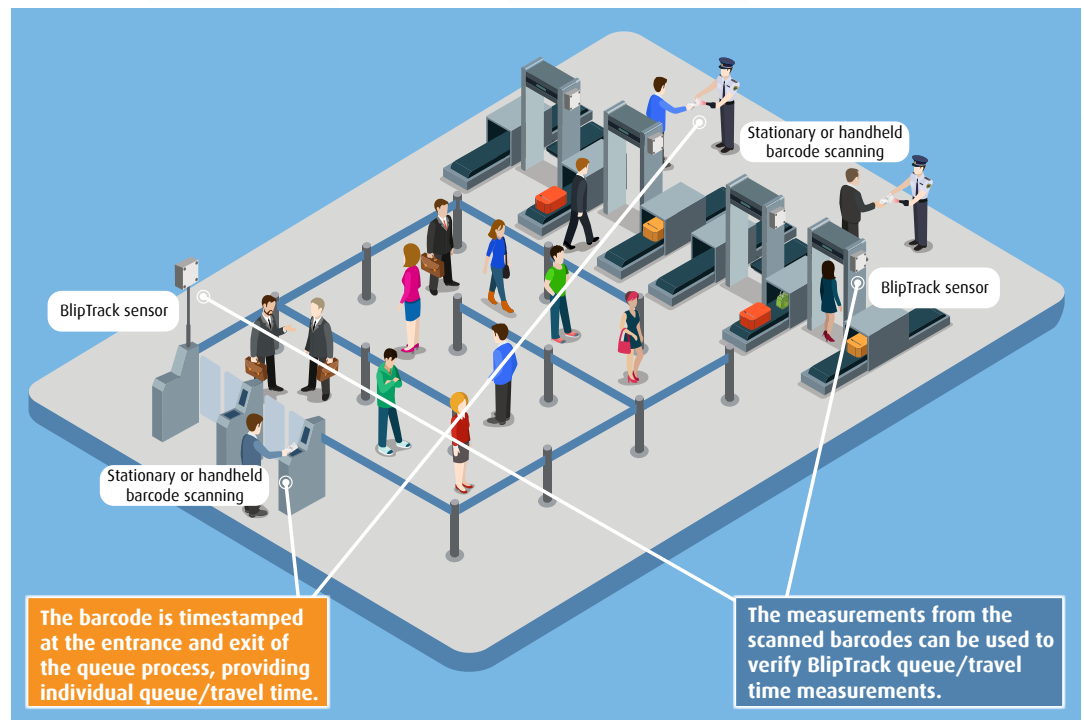 Stationary or handheld
barcode scanning
BlipTrack sensor
BlipTrack sensor
Stationary or handheld
barcode scanning
The barcode is timestamped
at the entrance and exit of
the queue process, providing
individual queue/travel time.
The measurements from the
scanned barcodes can be used to
verify BlipTrack queue/travel
time measurements.